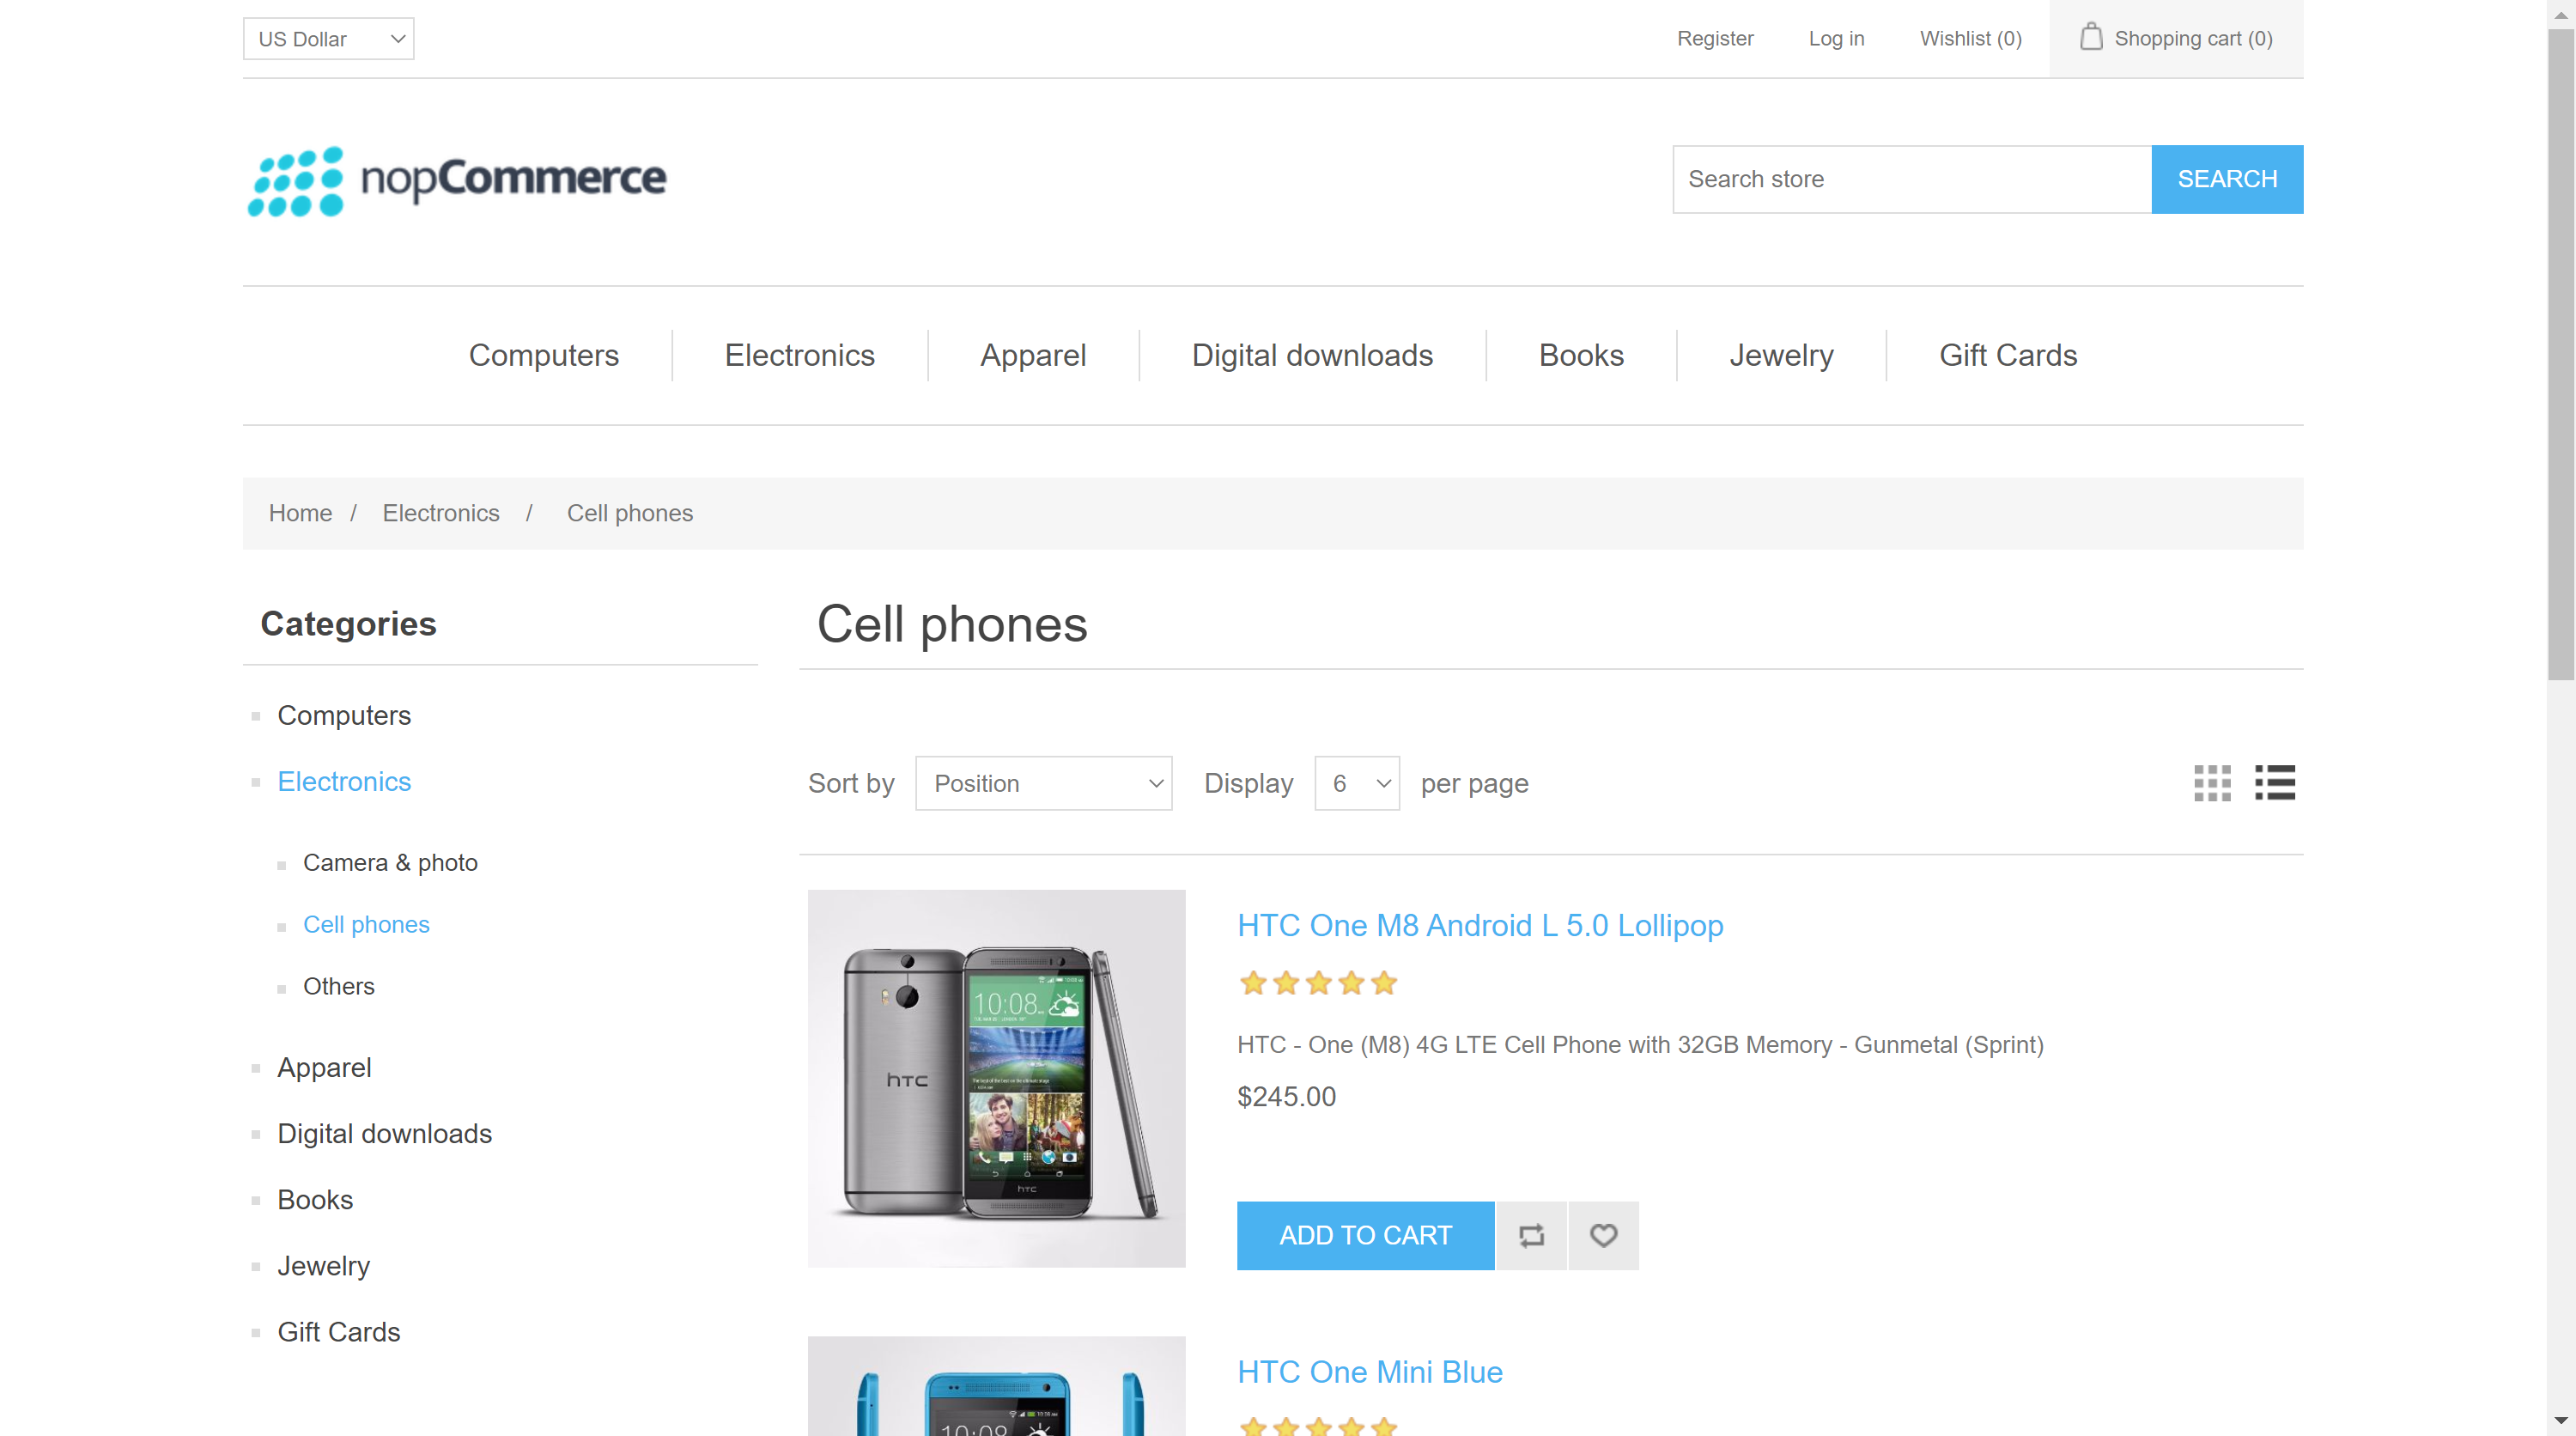 US Dollar
Register
Log in
Wishlist (0)
Shopping cart (0)
nopCommerce
Search store
SEARCH
Computers
Electronics
Apparel
Digital downloads
Books
Jewelry
Gift Cards
Home / Electronics / Cell phones
Categories
Computers
Electronics
Camera & photo
Cell phones
Others
Apparel
Digital downloads
Books
Jewelry
Gift Cards
Cell phones
Sort by Position Display 6 per page
HTC One M8 Android L 5.0 Lollipop
HTC - One (M8) 4G LTE Cell Phone with 32GB Memory - Gunmetal (Sprint)
$245.00
ADD TO CART
hTC
10:08
hTC
HTC One Mini Blue
10:08